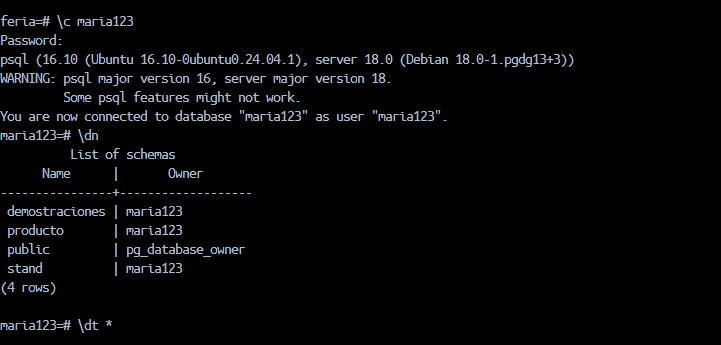 feria=# \c maria123
Password:
psql (16.10 (Ubuntu 16.10-0ubuntu0.24.04.1), server 18.0 (Debian 18.0-1.pgdg13+3))
WARNING: psql major version 16, server major version 18.
         Some psql features might not work.
You are now connected to database "maria123" as user "maria123".
maria123=# \dn
          List of schemas
      Name      |       Owner
----------------+-------------------
 demostraciones | maria123
 producto       | maria123
 public         | pg_database_owner
 stand          | maria123
(4 rows)
maria123=# \dt *